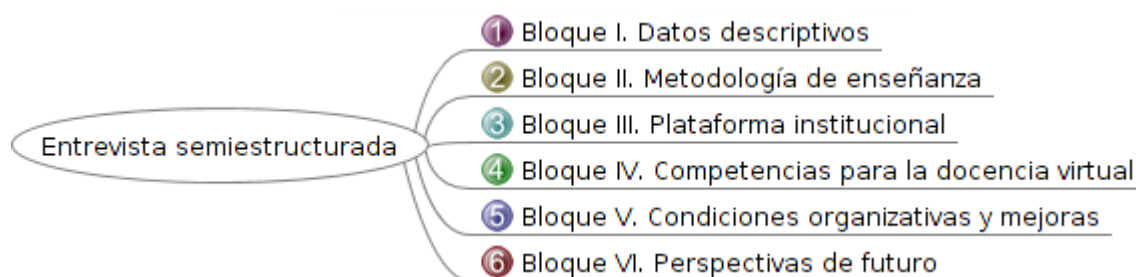 Entrevista semiestructurada
1 Bloque I. Datos descriptivos
2 Bloque II. Metodología de enseñanza
3 Bloque III. Plataforma institucional
4 Bloque IV. Competencias para la docencia virtual
5 Bloque V. Condiciones organizativas y mejoras
6 Bloque VI. Perspectivas de futuro